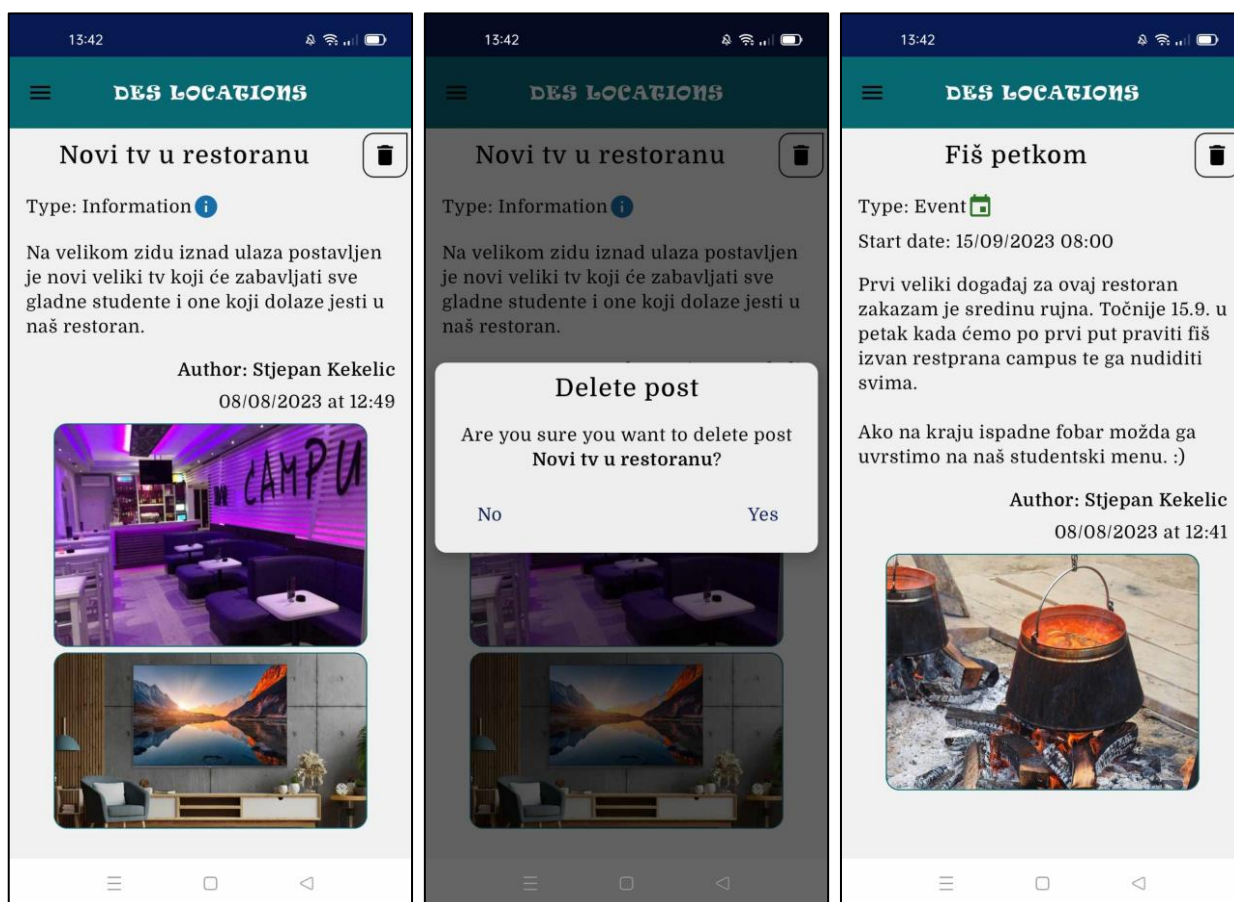 13:42
DES LOCATIONS
Novi tv u restoranu
Type: Information
Na velikom zidu iznad ulaza postavljen
je novi veliki tv koji će zabavljati sve
gladne studente i one koji dolaze jesti u
naš restoran.
Author: Stjepan Kekelic
08/08/2023 at 12:49
CAMPU
13:42
DES LOCATIONS
Novi tv u restoranu
Type: Information
Na velikom zidu iznad ulaza postavljen
je novi veliki tv koji će zabavljati sve
gladne studente i one koji dolaze jesti u
naš restoran.
Delete post
Are you sure you want to delete post
Novi tv u restoranu?
No Yes
13:42
DES LOCATIONS
Fiš petkom
Type: Event
Start date: 15/09/2023 08:00
Prvi veliki događaj za ovaj restoran
zakazam je sredinu rujna. Točnije 15.9. u
petak kada ćemo po prvi put praviti fiš
izvan restprana campus te ga nuditi
svima.
Ako na kraju ispadne fobar možda ga
uvrstimo na naš studentski menu. :)
Author: Stjepan Kekelic
08/08/2023 at 12:41